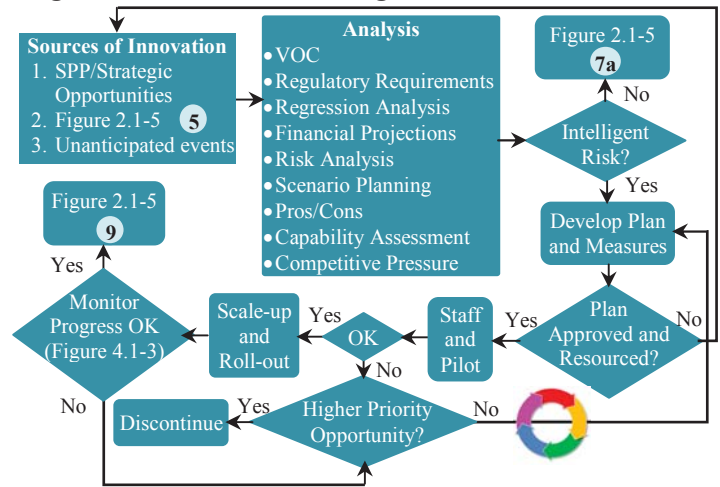 Sources of Innovation
1. SPP/Strategic
Opportunities
2. Figure 2.1-5 5
3. Unanticipated events
Analysis
•VOC
•Regulatory Requirements
•Regression Analysis
•Financial Projections
•Risk Analysis
•Scenario Planning
•Pros/Cons
•Capability Assessment
•Competitive Pressure
Figure 2.1-5
7a
No
Intelligent
Risk?
Yes
Develop Plan
and Measures
Plan
Approved and
Resourced?
No
Yes
Staff
and
Pilot
OK
Yes
No
Scale-up
and
Roll-out
Monitor
Progress OK
(Figure 4.1-3)
Yes
Figure 2.1-5
9
No
Higher Priority
Opportunity?
Yes
Discontinue
No